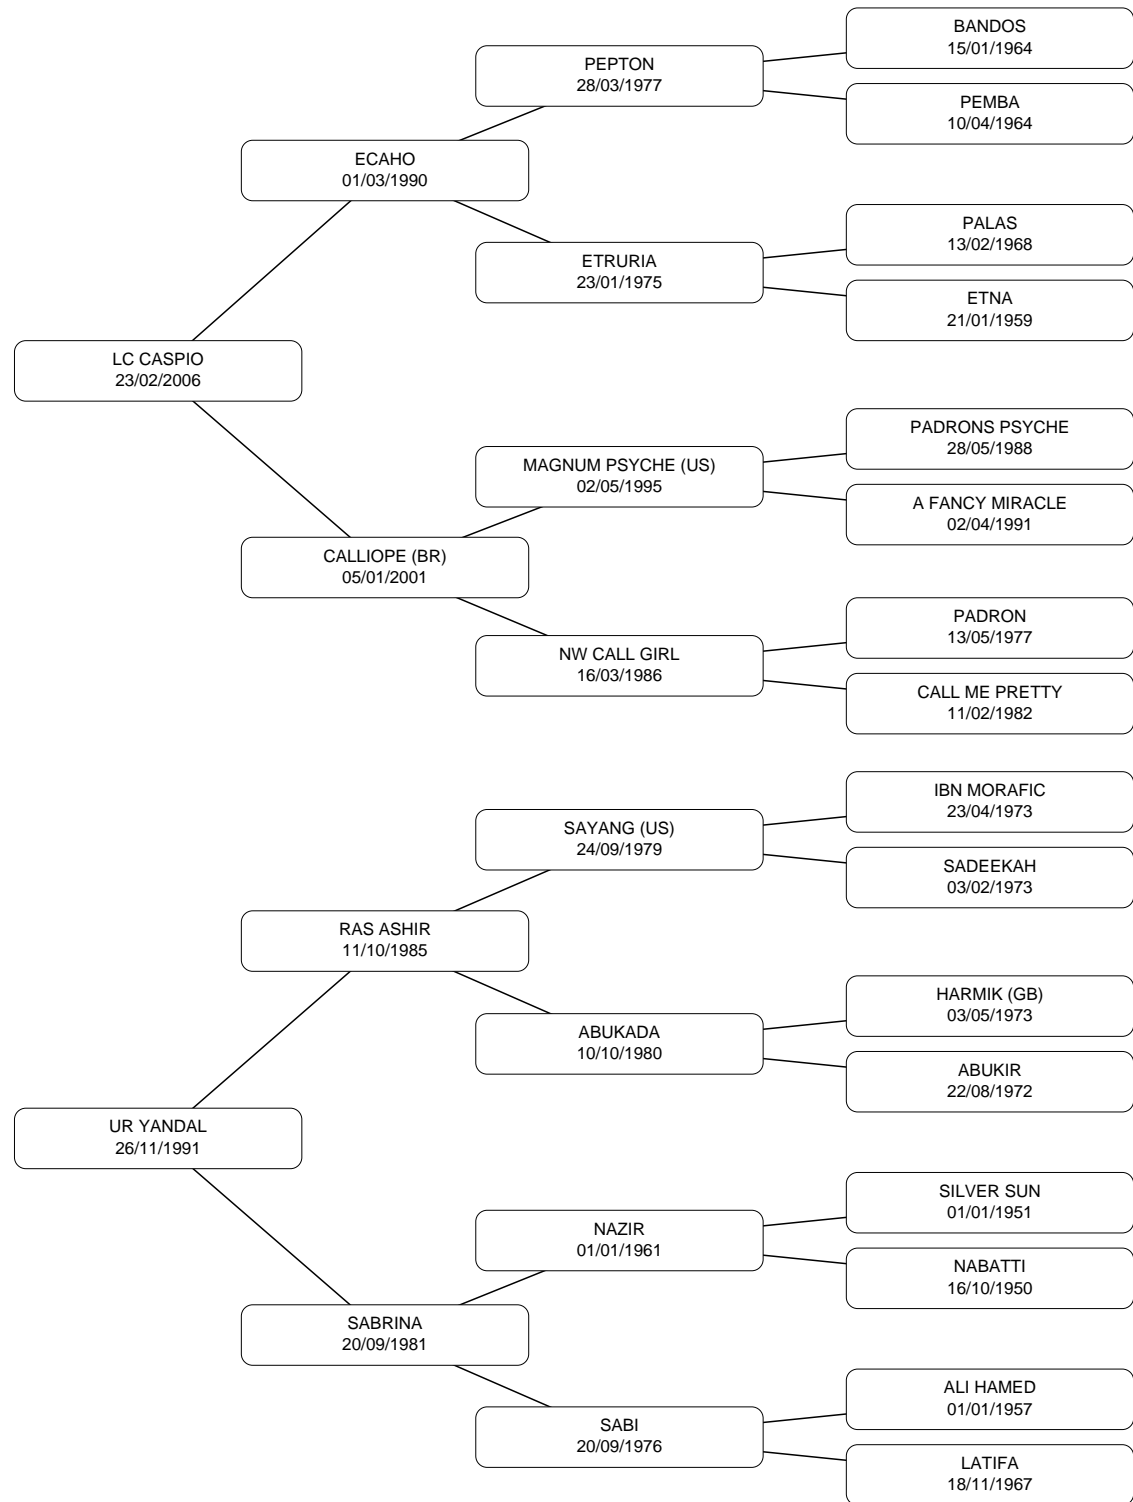 BANDOS
15/01/1964
PEPTON
28/03/1977
PEMBA
10/04/1964
ECAHO
01/03/1990
PALAS
13/02/1968
ETRURIA
23/01/1975
ETNA
21/01/1959
LC CASPIO
23/02/2006
PADRONS PSYCHE
28/05/1988
MAGNUM PSYCHE (US)
02/05/1995
A FANCY MIRACLE
02/04/1991
CALLIOPE (BR)
05/01/2001
PADRON
13/05/1977
NW CALL GIRL
16/03/1986
CALL ME PRETTY
11/02/1982
IBN MORAFIC
23/04/1973
SAYANG (US)
24/09/1979
SADEEKAH
03/02/1973
RAS ASHIR
11/10/1985
HARMIK (GB)
03/05/1973
ABUKADA
10/10/1980
ABUKIR
22/08/1972
UR YANDAL
26/11/1991
SILVER SUN
01/01/1951
NAZIR
01/01/1961
NABATTI
16/10/1950
SABRINA
20/09/1981
ALI HAMED
01/01/1957
SABI
20/09/1976
LATIFA
18/11/1967